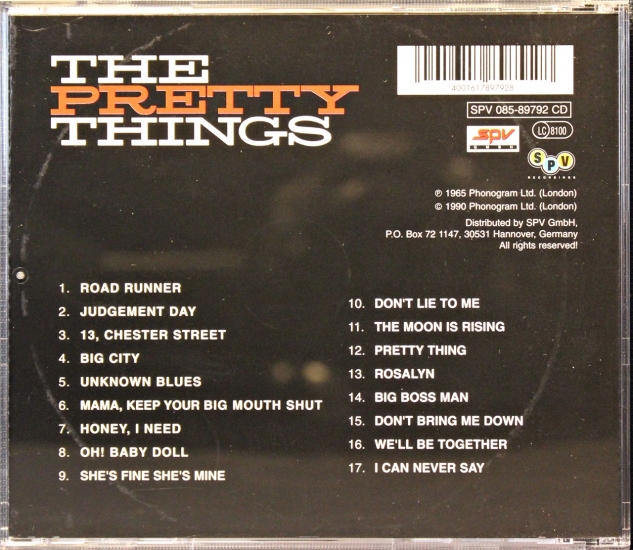 THE
PRETTY
THINGS
4001617897928
SPV 085-89792 CD
spv
LC 8100
SPV
RECORDINGS
℗ 1965 Phonogram Ltd. (London)
© 1990 Phonogram Ltd. (London)
Distributed by SPV GmbH,
P.O. Box 72 1147, 30531 Hannover, Germany
All rights reserved!
1. ROAD RUNNER
2. JUDGEMENT DAY
3. 13, CHESTER STREET
4. BIG CITY
5. UNKNOWN BLUES
6. MAMA, KEEP YOUR BIG MOUTH SHUT
7. HONEY, I NEED
8. OH! BABY DOLL
9. SHE'S FINE SHE'S MINE
10. DON'T LIE TO ME
11. THE MOON IS RISING
12. PRETTY THING
13. ROSALYN
14. BIG BOSS MAN
15. DON'T BRING ME DOWN
16. WE'LL BE TOGETHER
17. I CAN NEVER SAY